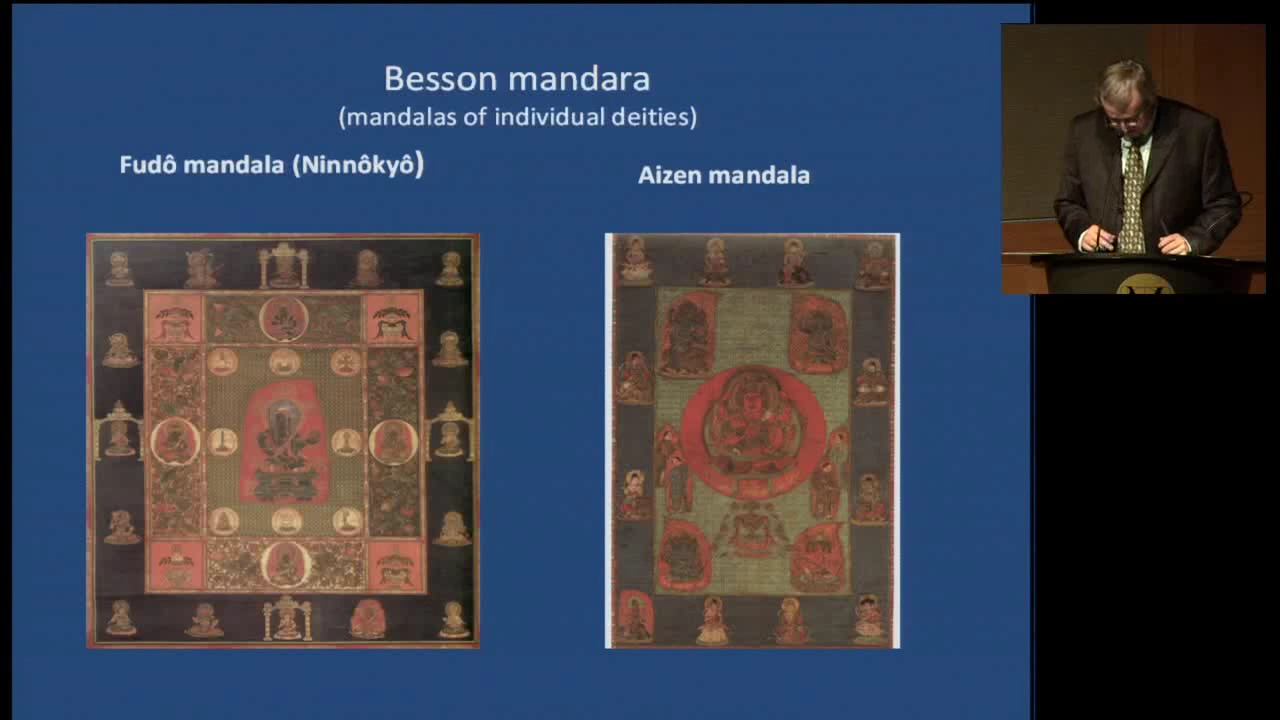 Besson mandara
(mandalas of individual deities)
Fudô mandala (Ninnôkyô)
Aizen mandala